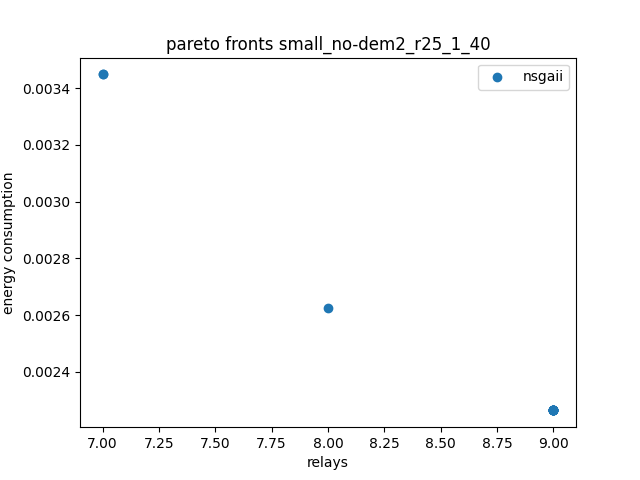 pareto fronts small_no-dem2_r25_1_40
nsgaii
energy consumption
0.0034
0.0032
0.0030
0.0028
0.0026
0.0024
7.00 7.25 7.50 7.75 8.00 8.25 8.50 8.75 9.00
relays